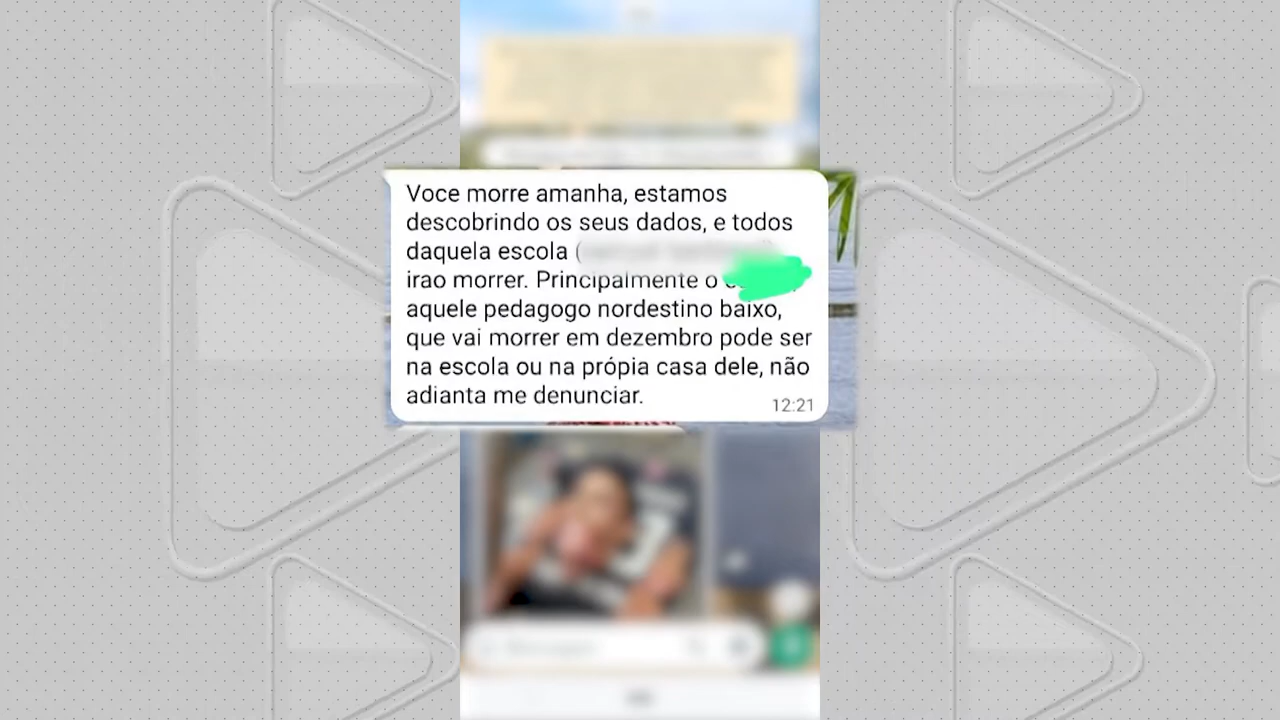 Voce morre amanha, estamos
descobrindo os seus dados, e todos
daquela escola (
irao morrer. Principalmente o
aquele pedagogo nordestino baixo,
que vai morrer em dezembro pode ser
na escola ou na própia casa dele, não
adianta me denunciar.
12:21